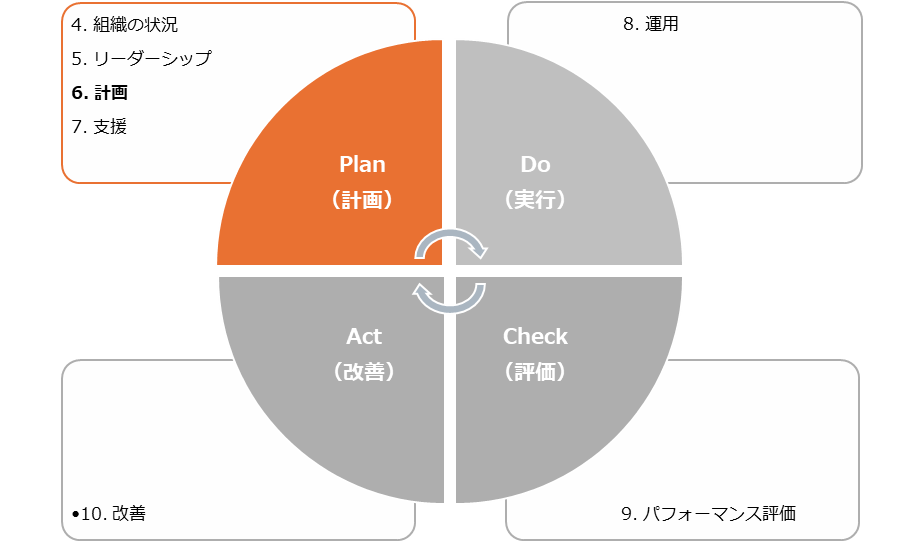 4. 組織の状況
5. リーダーシップ
6. 計画
7. 支援
8. 運用
Plan
（計画）
Do
（実行）
Act
（改善）
Check
（評価）
•10. 改善
9. パフォーマンス評価